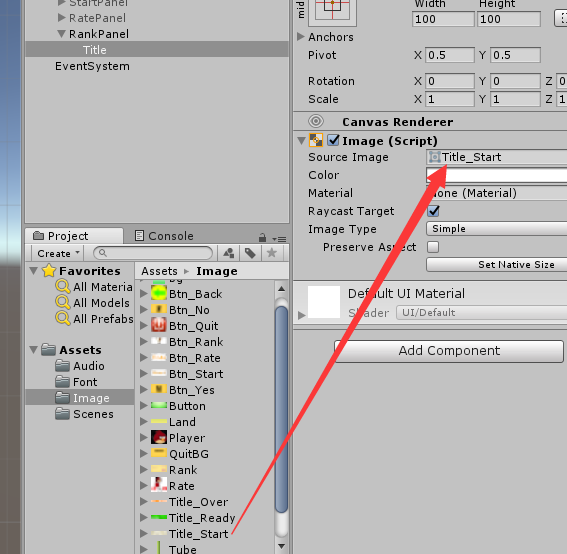 StartPanel
RatePanel
RankPanel
Title
EventSystem
Project
Console
Create
Favorites
All Materia
All Models
All Prefabs
Assets
Audio
Font
Image
Scenes
Assets Image
Btn_Back
Btn_No
Btn_Quit
Btn_Rank
Btn_Rate
Btn_Start
Btn_Yes
Button
Land
Player
QuitBG
Rank
Rate
Title_Over
Title_Ready
Title_Start
Tube
mid
Width Height
100 100
Anchors
Pivot X 0.5 Y 0.5
Rotation X 0 Y 0 Z 0
Scale X 1 Y 1 Z 1
Canvas Renderer
Image (Script)
Source Image Title_Start
Color
Material None (Material)
Raycast Target
Image Type Simple
Preserve Aspect
Set Native Size
Default UI Material
Shader UI/Default
Add Component